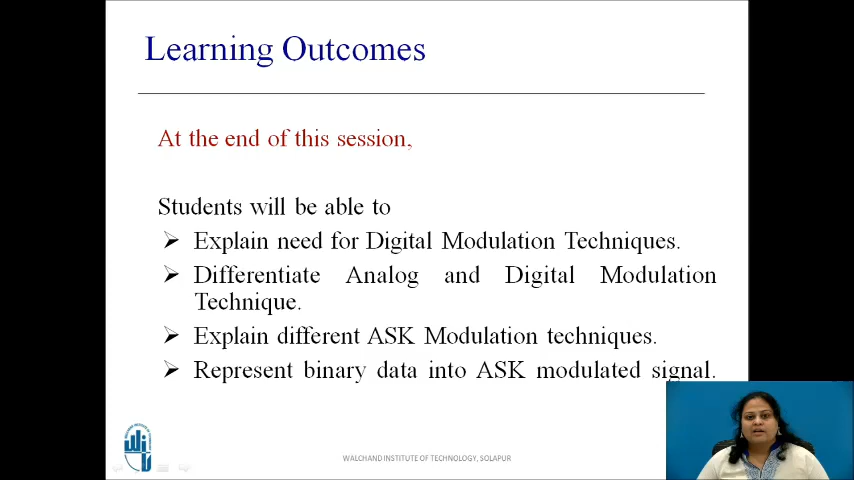 Learning Outcomes
At the end of this session,
Students will be able to
➢ Explain need for Digital Modulation Techniques.
➢ Differentiate Analog and Digital Modulation
Technique.
➢ Explain different ASK Modulation techniques.
➢ Represent binary data into ASK modulated signal.
WALCHAND INSTITUTE OF TECHNOLOGY, SOLAPUR